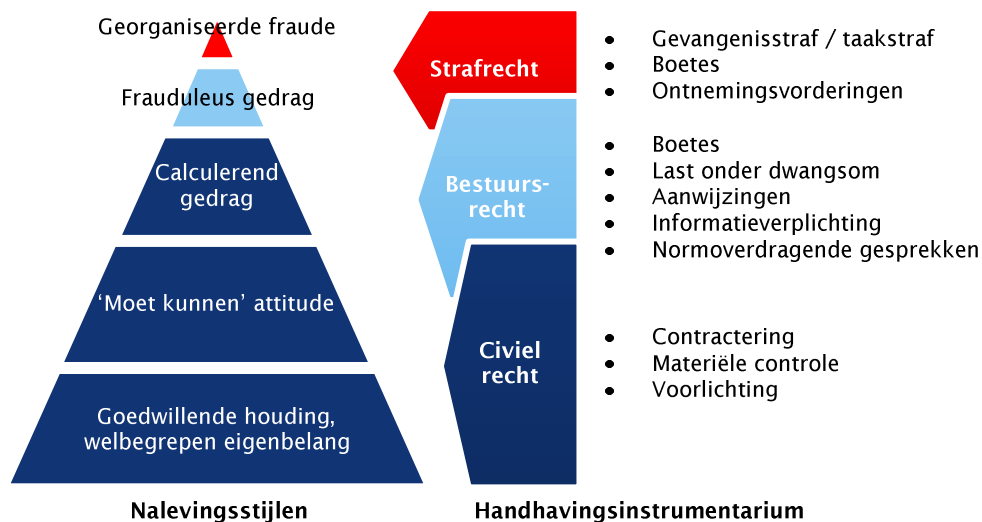 Georganiseerde fraude
Frauduleus gedrag
Calculerend
gedrag
‘Moet kunnen’ attitude
Goedwillende houding,
welbegrepen eigenbelang
Nalevingsstijlen
Strafrecht
Bestuurs-
recht
Civiel
recht
• Gevangenisstraf / taakstraf
• Boetes
• Ontnemingsvorderingen
• Boetes
• Last onder dwangsom
• Aanwijzingen
• Informatieverplichting
• Normoverdragende gesprekken
• Contractering
• Materiële controle
• Voorlichting
Handhavingsinstrumentarium